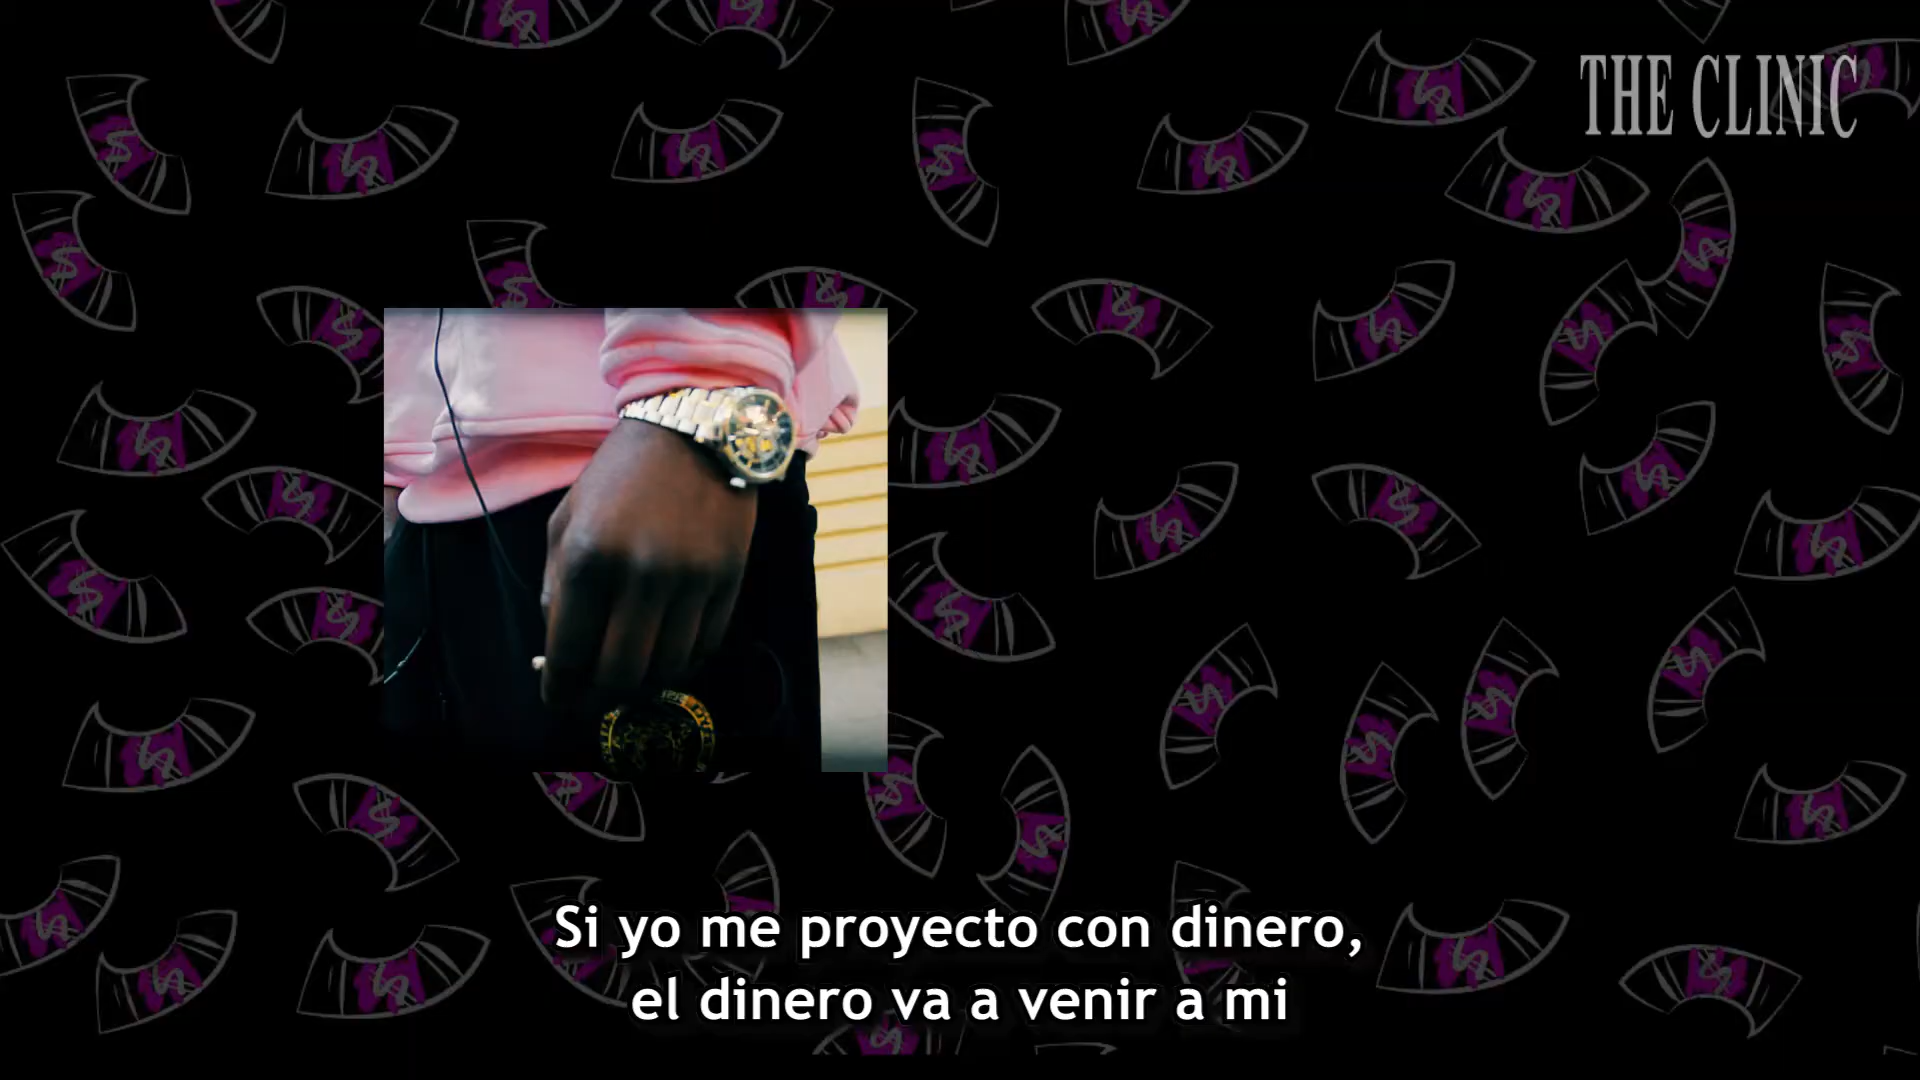 THE CLINIC
Si yo me proyecto con dinero,
el dinero va a venir a mi